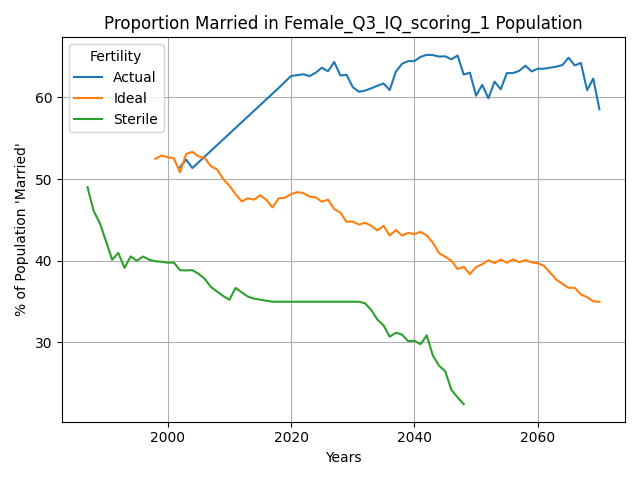 Proportion Married in Female_Q3_IQ_scoring_1 Population
Fertility
Actual
Ideal
Sterile
% of Population 'Married'
60
50
40
30
2000
2020
2040
2060
Years